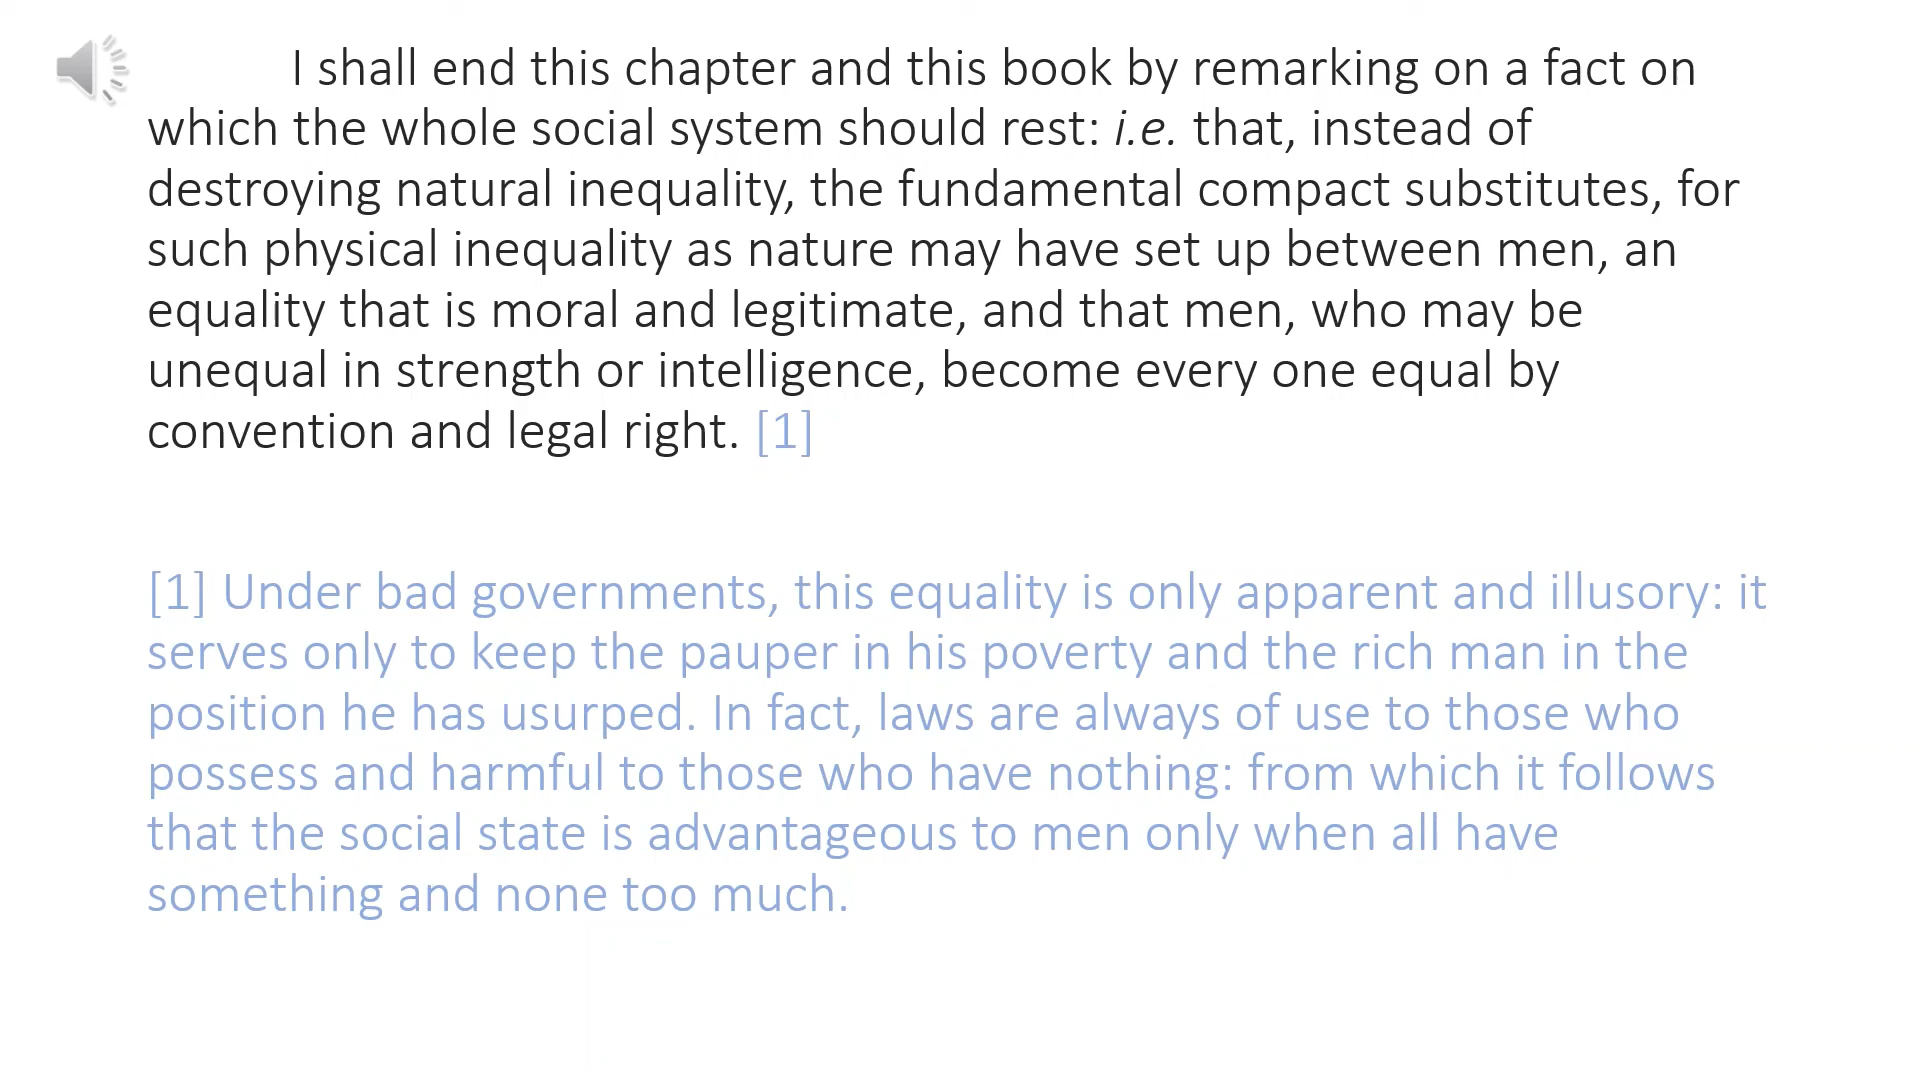 I shall end this chapter and this book by remarking on a fact on
which the whole social system should rest: i.e. that, instead of
destroying natural inequality, the fundamental compact substitutes, for
such physical inequality as nature may have set up between men, an
equality that is moral and legitimate, and that men, who may be
unequal in strength or intelligence, become every one equal by
convention and legal right. [1]
[1] Under bad governments, this equality is only apparent and illusory: it
serves only to keep the pauper in his poverty and the rich man in the
position he has usurped. In fact, laws are always of use to those who
possess and harmful to those who have nothing: from which it follows
that the social state is advantageous to men only when all have
something and none too much.